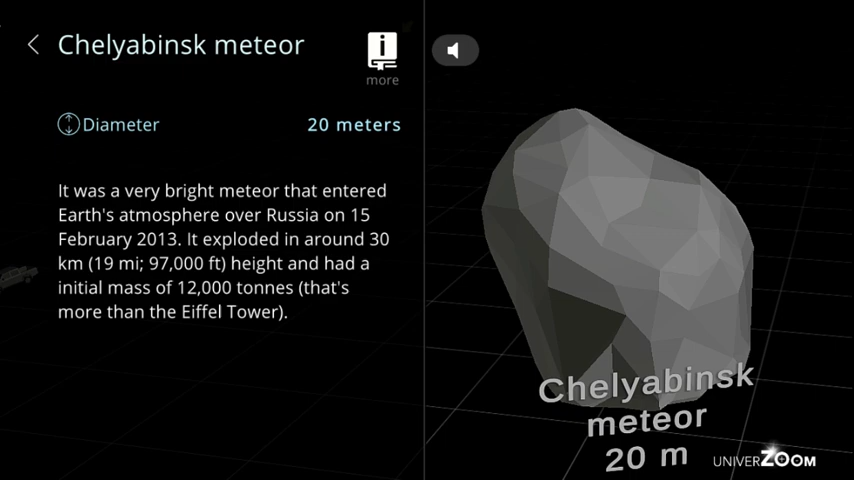 Chelyabinsk meteor
more
Diameter
20 meters
It was a very bright meteor that entered
Earth's atmosphere over Russia on 15
February 2013. It exploded in around 30
km (19 mi; 97,000 ft) height and had a
initial mass of 12,000 tonnes (that's
more than the Eiffel Tower).
Chelyabinsk
meteor
20 m
UNIVERZOOM